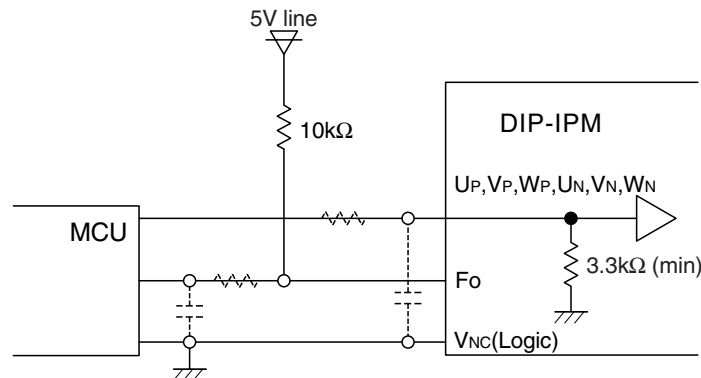 5V line
10kΩ
DIP-IPM
UP,VP,WP,UN,VN,WN
MCU
3.3kΩ (min)
Fo
VNC(Logic)